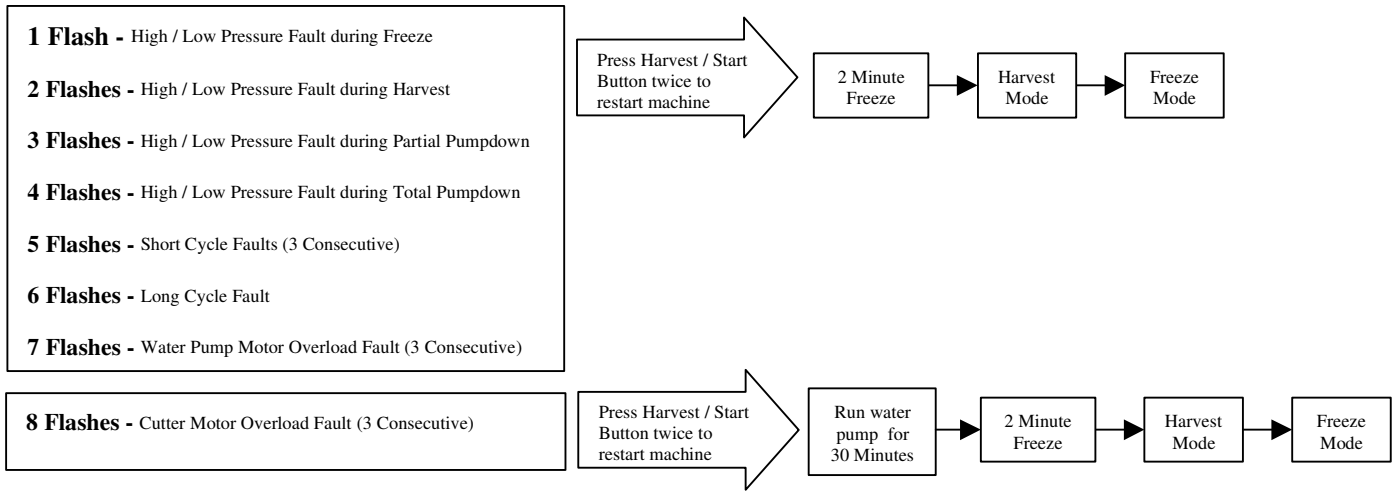 1 Flash - High / Low Pressure Fault during Freeze
2 Flashes - High / Low Pressure Fault during Harvest
3 Flashes - High / Low Pressure Fault during Partial Pumpdown
4 Flashes - High / Low Pressure Fault during Total Pumpdown
5 Flashes - Short Cycle Faults (3 Consecutive)
6 Flashes - Long Cycle Fault
7 Flashes - Water Pump Motor Overload Fault (3 Consecutive)
Press Harvest / Start
Button twice to
restart machine
2 Minute
Freeze
Harvest
Mode
Freeze
Mode
8 Flashes - Cutter Motor Overload Fault (3 Consecutive)
Press Harvest / Start
Button twice to
restart machine
Run water
pump for
30 Minutes
2 Minute
Freeze
Harvest
Mode
Freeze
Mode